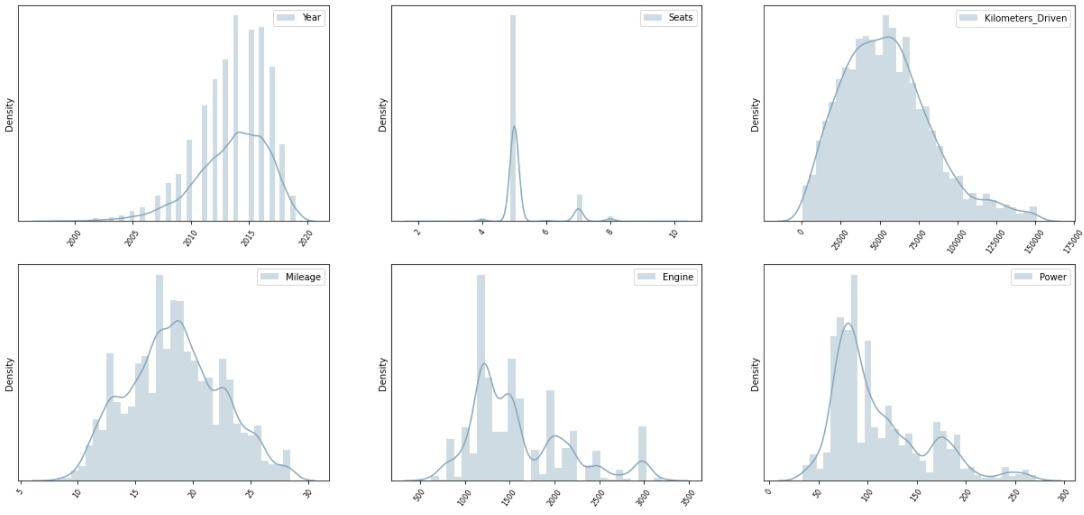 Year
Density
2000 2005 2010 2015 2020
Seats
Density
2 4 6 8 10
Kilometers_Driven
Density
0 25000 50000 75000 100000 125000 150000 175000
Mileage
Density
5 10 15 20 25 30
Engine
Density
500 1000 1500 2000 2500 3000 3500
Power
Density
0 50 100 150 200 250 300